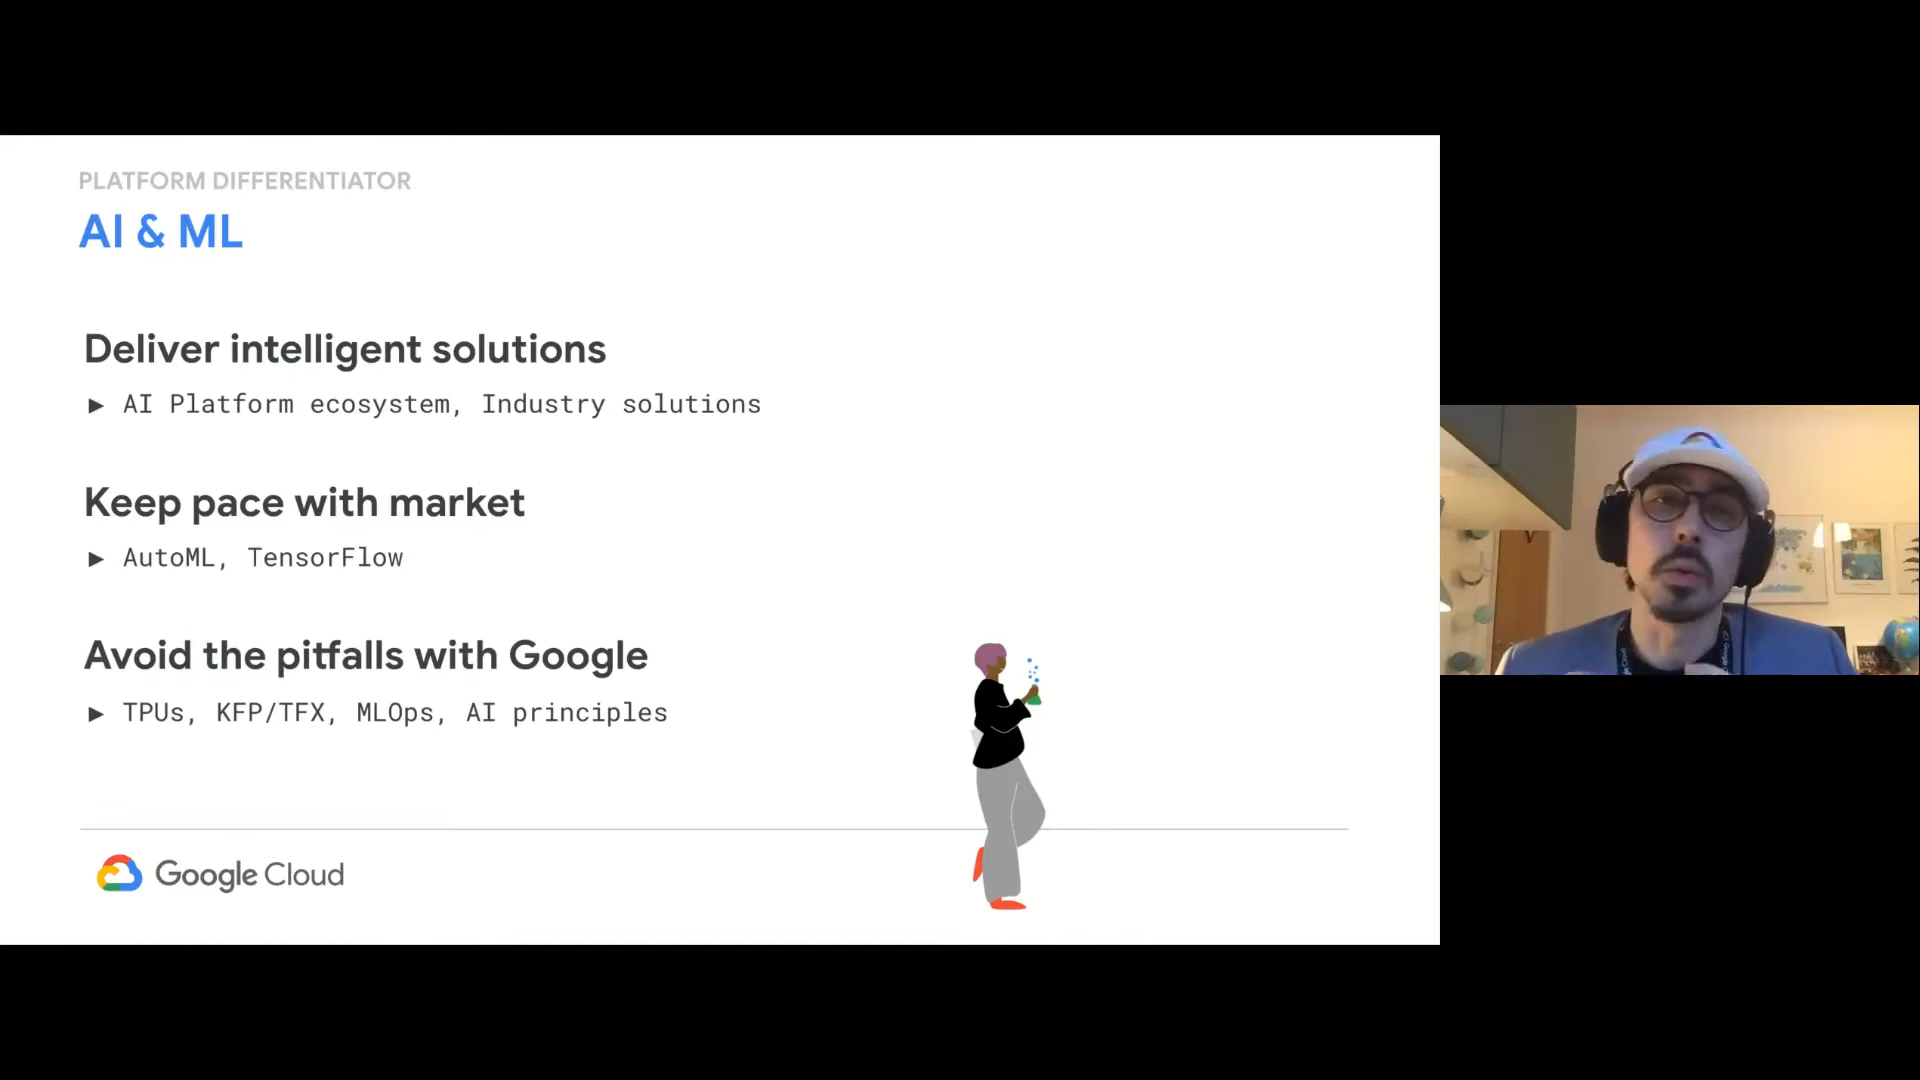 PLATFORM DIFFERENTIATOR
AI & ML
Deliver intelligent solutions
► AI Platform ecosystem, Industry solutions
Keep pace with market
► AutoML, TensorFlow
Avoid the pitfalls with Google
► TPUs, KFP/TFX, MLOps, AI principles
Google Cloud